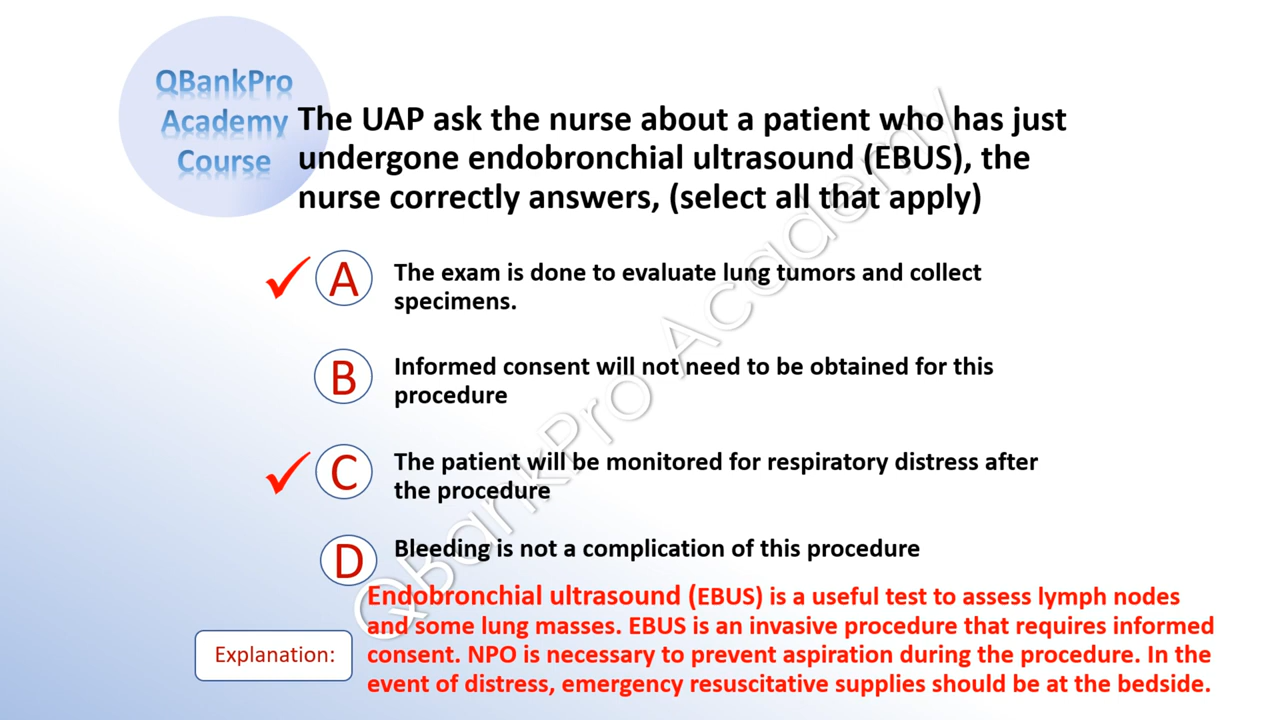 QBankPro
Academy
Course
The UAP ask the nurse about a patient who has just
undergone endobronchial ultrasound (EBUS), the
nurse correctly answers, (select all that apply)
A
The exam is done to evaluate lung tumors and collect
specimens.
B
Informed consent will not need to be obtained for this
procedure
C
The patient will be monitored for respiratory distress after
the procedure
D
Bleeding is not a complication of this procedure
Explanation:
Endobronchial ultrasound (EBUS) is a useful test to assess lymph nodes
and some lung masses. EBUS is an invasive procedure that requires informed
consent. NPO is necessary to prevent aspiration during the procedure. In the
event of distress, emergency resuscitative supplies should be at the bedside.
QBankPro Academy